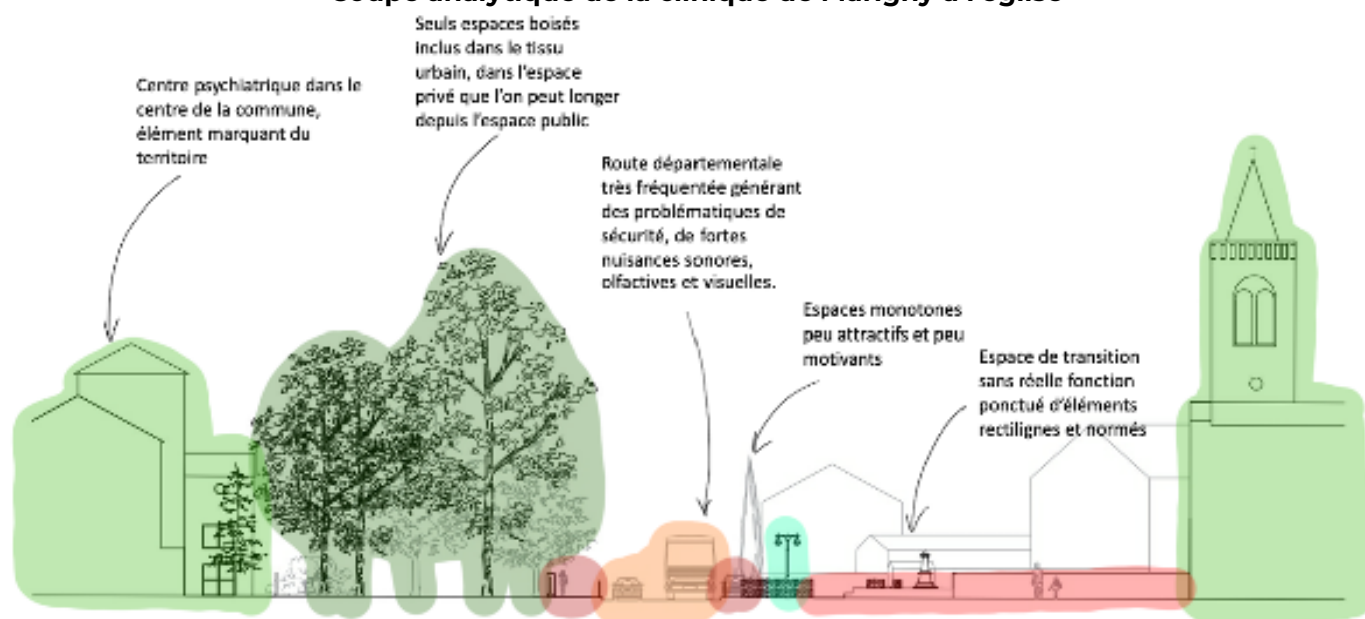 Coupe analytique de la clinique de Marigny à l'église
Seuls espaces boisés
inclus dans le tissu
urbain, dans l'espace
privé que l'on peut longer
depuis l'espace public
Centre psychiatrique dans le
centre de la commune,
élément marquant du
territoire
Route départementale
très fréquentée générant
des problématiques de
sécurité, de fortes
nuisances sonores,
olfactives et visuelles.
Espaces monotones
peu attractifs et peu
motivants
Espace de transition
sans réelle fonction
ponctué d'éléments
rectilignes et normés